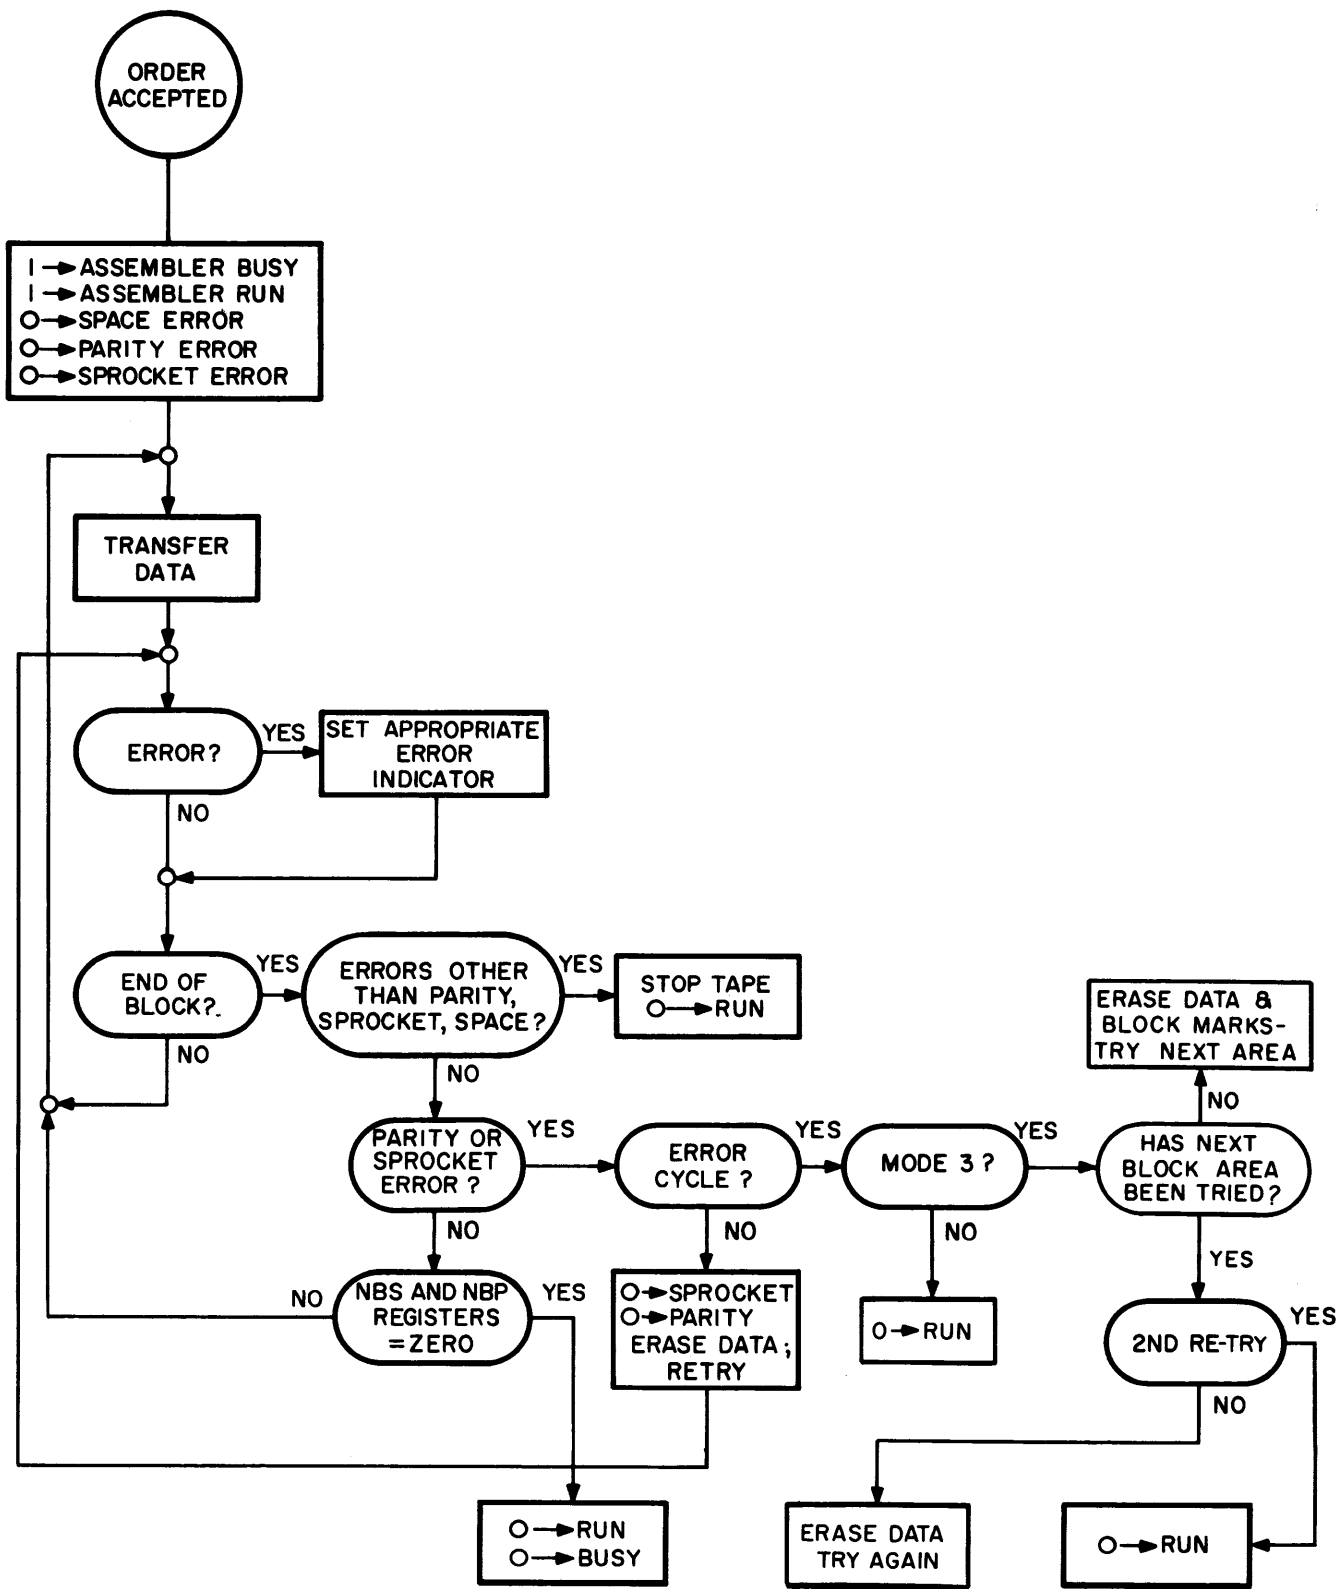 ORDER
ACCEPTED
1→ASSEMBLER BUSY
1→ASSEMBLER RUN
O→SPACE ERROR
O→PARITY ERROR
O→SPROCKET ERROR
TRANSFER
DATA
ERROR?
YES
SET APPROPRIATE
ERROR
INDICATOR
NO
END OF
BLOCK?
YES
ERRORS OTHER
THAN PARITY,
SPROCKET, SPACE?
YES
STOP TAPE
O→RUN
NO
NO
PARITY OR
SPROCKET
ERROR?
YES
ERROR
CYCLE?
YES
MODE 3?
YES
HAS NEXT
BLOCK AREA
BEEN TRIED?
NO
ERASE DATA &
BLOCK MARKS-
TRY NEXT AREA
NO
NBS AND NBP
REGISTERS
=ZERO
NO
YES
NO
O→SPROCKET
O→PARITY
ERASE DATA;
RETRY
NO
O→RUN
YES
2ND RE-TRY
YES
NO
O→RUN
O→BUSY
ERASE DATA
TRY AGAIN
O→RUN